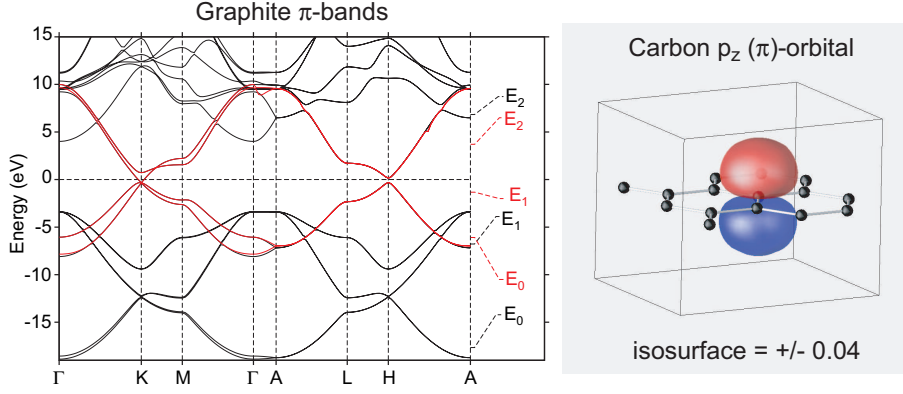 Graphite π-bands
Energy (eV)
15
10
5
0
-5
-10
-15
Γ K M Γ A L H A
E₂
E₂
E₁
E₁
E₀
E₀
Carbon p_z (π)-orbital
isosurface = +/- 0.04